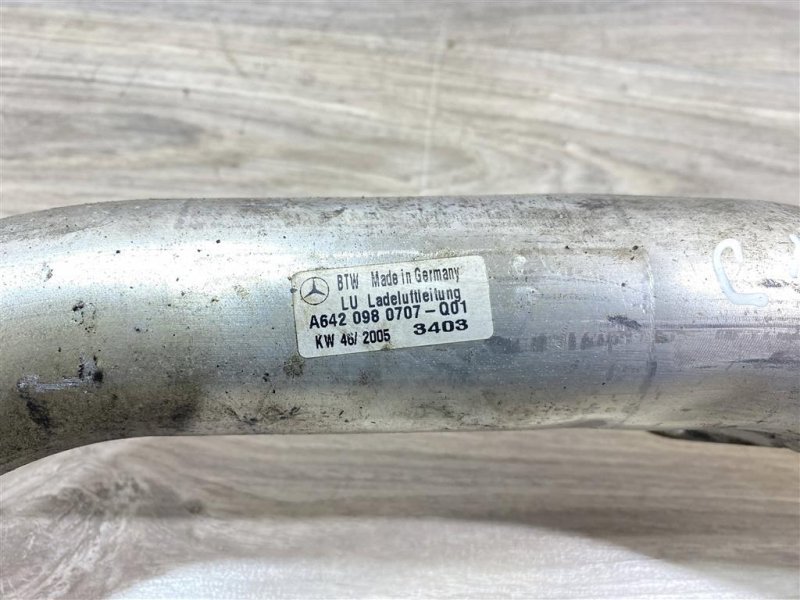 BTW Made in Germany
LU Ladeluftleitung
A642 098 0707-Q01
KW 46/2005 3403